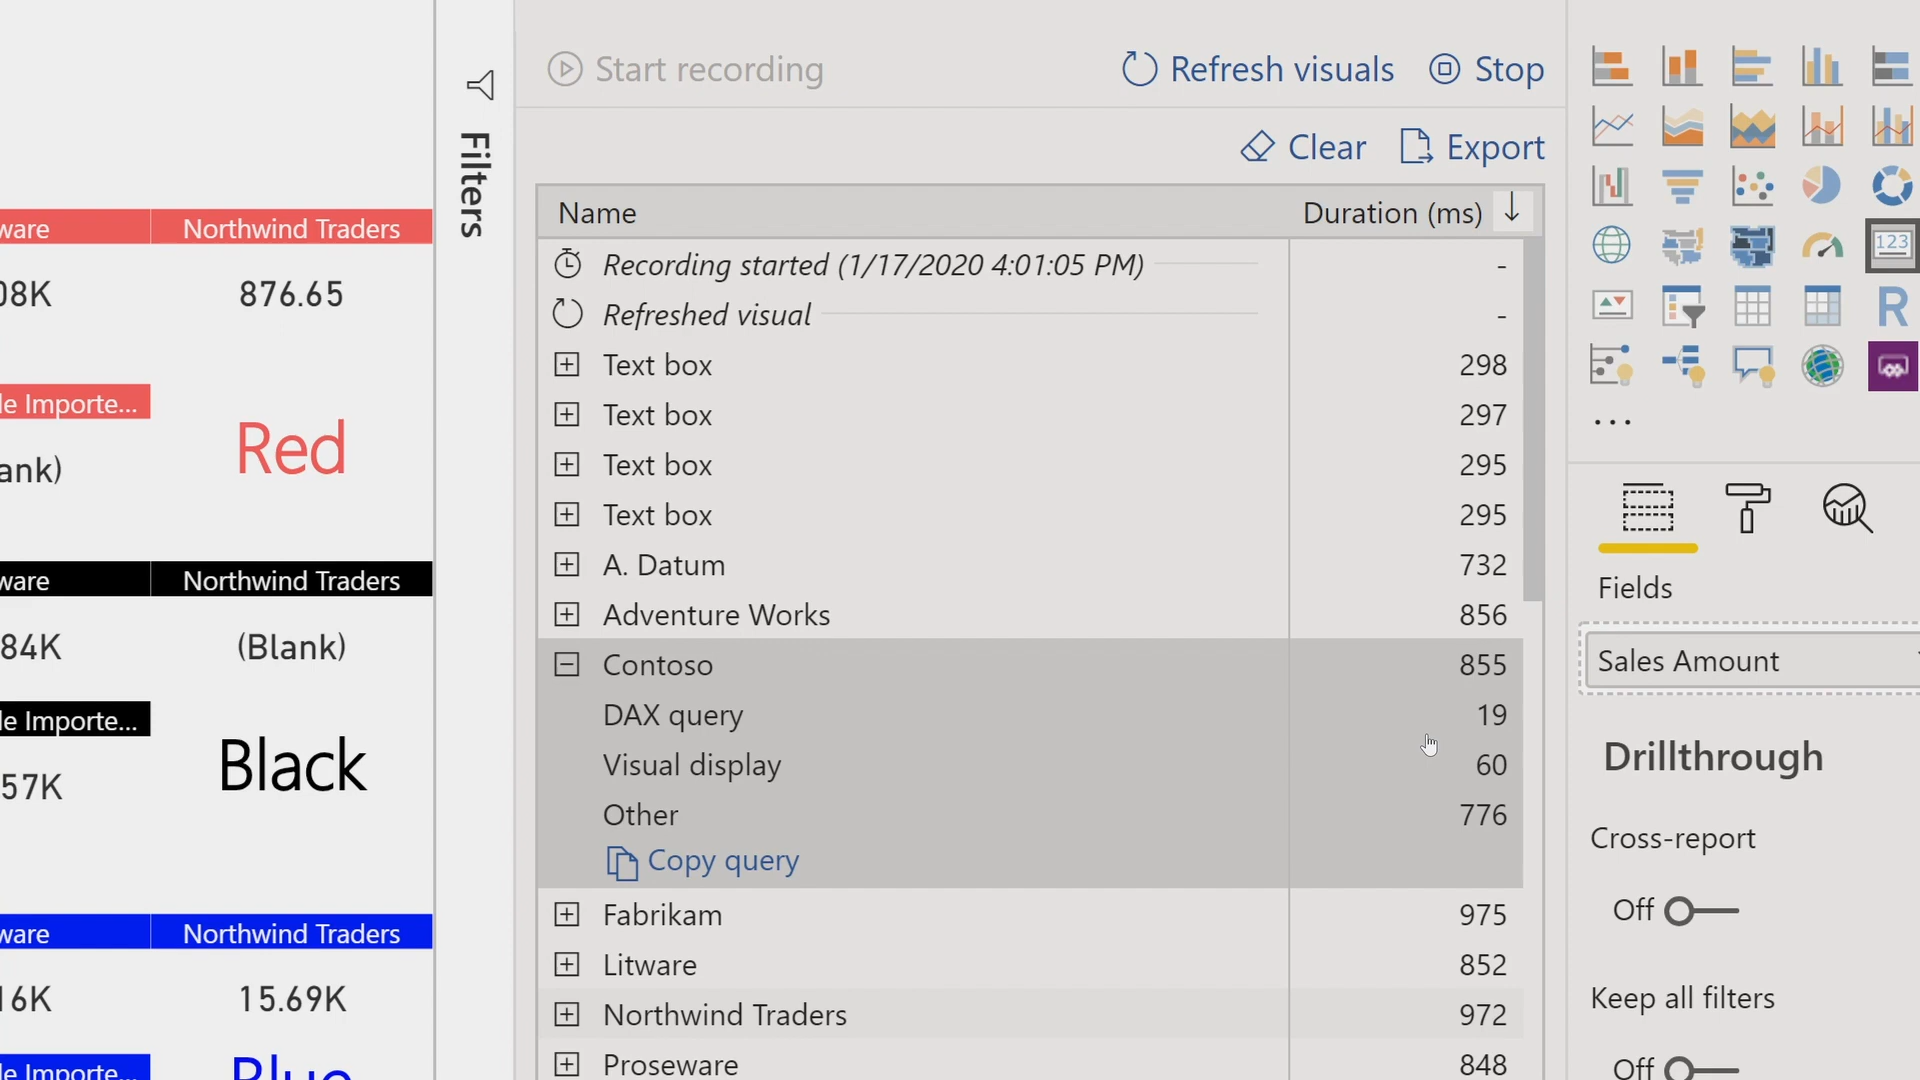 ware Northwind Traders
08K 876.65
le Importe...
Red
ank)
ware Northwind Traders
84K (Blank)
le Importe...
Black
57K
ware Northwind Traders
16K 15.69K
le Importe...
Blue
Filters
Start recording Refresh visuals Stop
Clear Export
Name Duration (ms)
Recording started (1/17/2020 4:01:05 PM) -
Refreshed visual -
Text box 298
Text box 297
Text box 295
Text box 295
A. Datum 732
Adventure Works 856
Contoso 855
DAX query 19
Visual display 60
Other 776
Copy query
Fabrikam 975
Litware 852
Northwind Traders 972
Proseware 848
123
R
...
Fields
Sales Amount
Drillthrough
Cross-report
Off
Keep all filters
Off